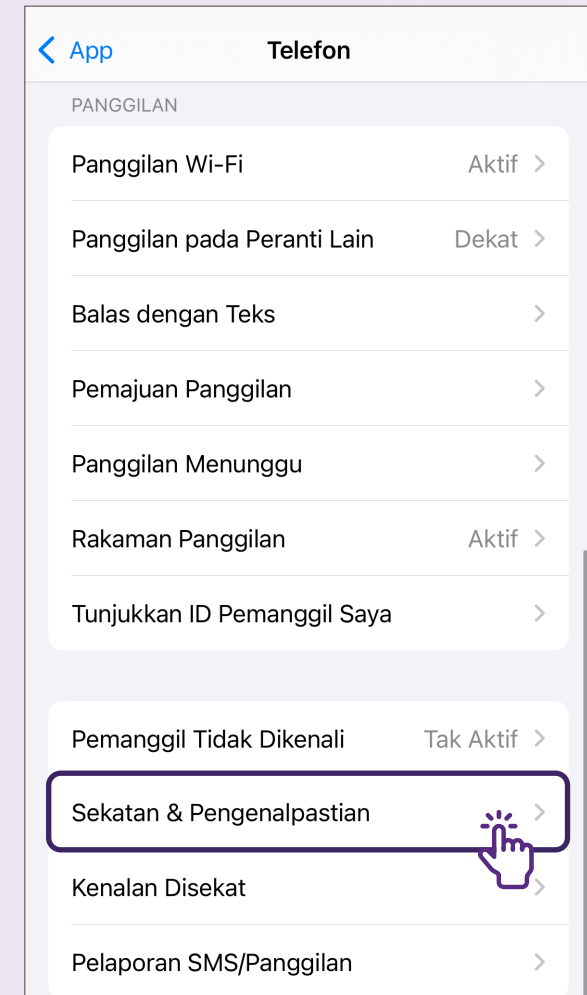 App
Telefon
PANGGILAN
Panggilan Wi-Fi Aktif
Panggilan pada Peranti Lain Dekat
Balas dengan Teks
Pemajuan Panggilan
Panggilan Menunggu
Rakaman Panggilan Aktif
Tunjukkan ID Pemanggil Saya
Pemanggil Tidak Dikenali Tak Aktif
Sekatan & Pengenalpastian
Kenalan Disekat
Pelaporan SMS/Panggilan